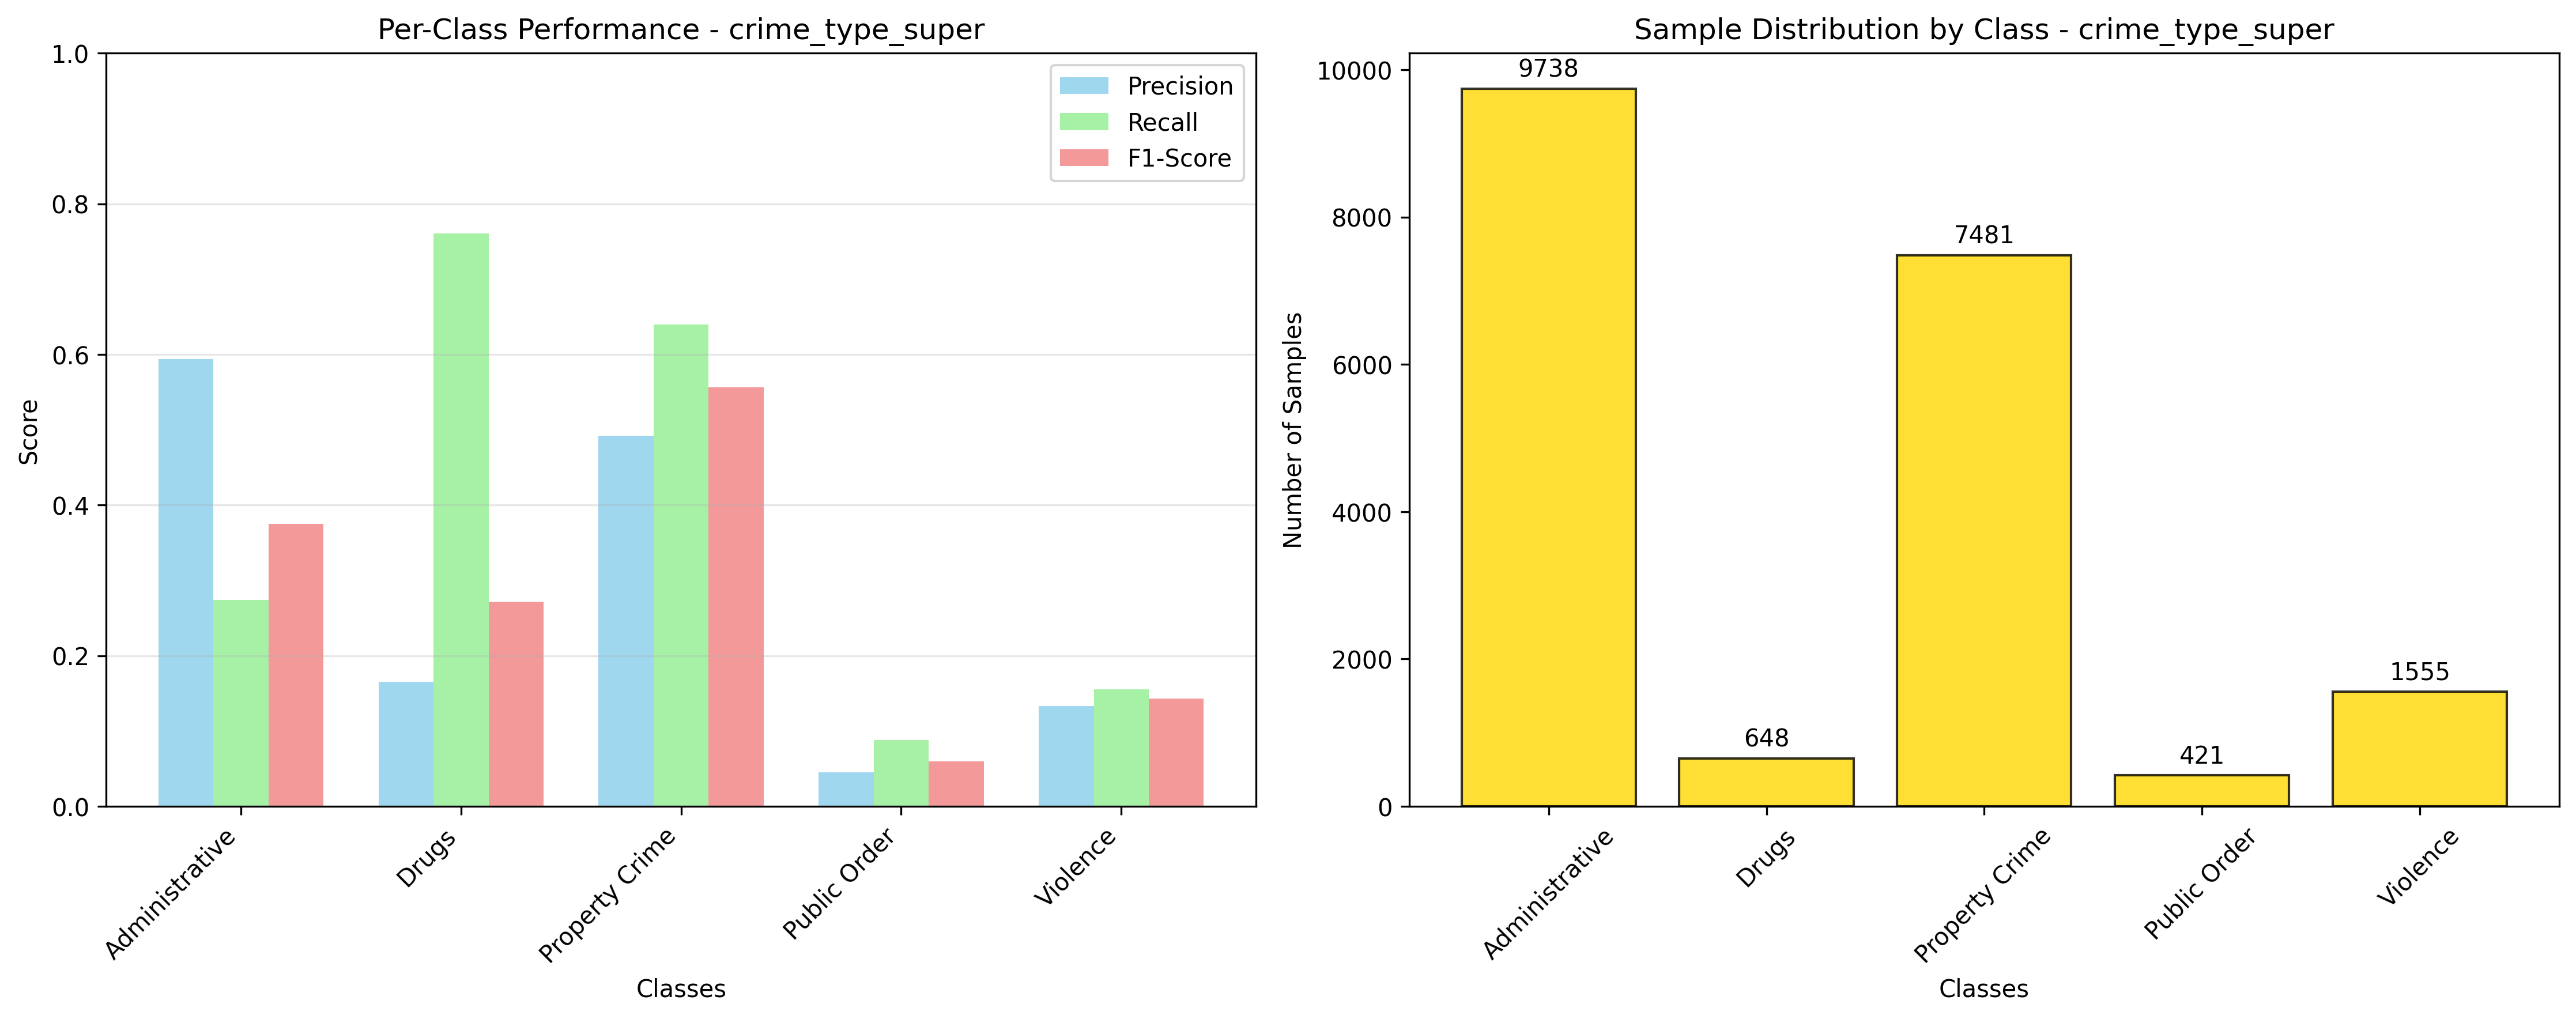 Per-Class Performance - crime_type_super
1.0
0.8
0.6
0.4
0.2
0.0
Score
Precision
Recall
F1-Score
Administrative
Drugs
Property Crime
Public Order
Violence
Classes
Sample Distribution by Class - crime_type_super
10000
8000
6000
4000
2000
0
Number of Samples
9738
648
7481
421
1555
Administrative
Drugs
Property Crime
Public Order
Violence
Classes